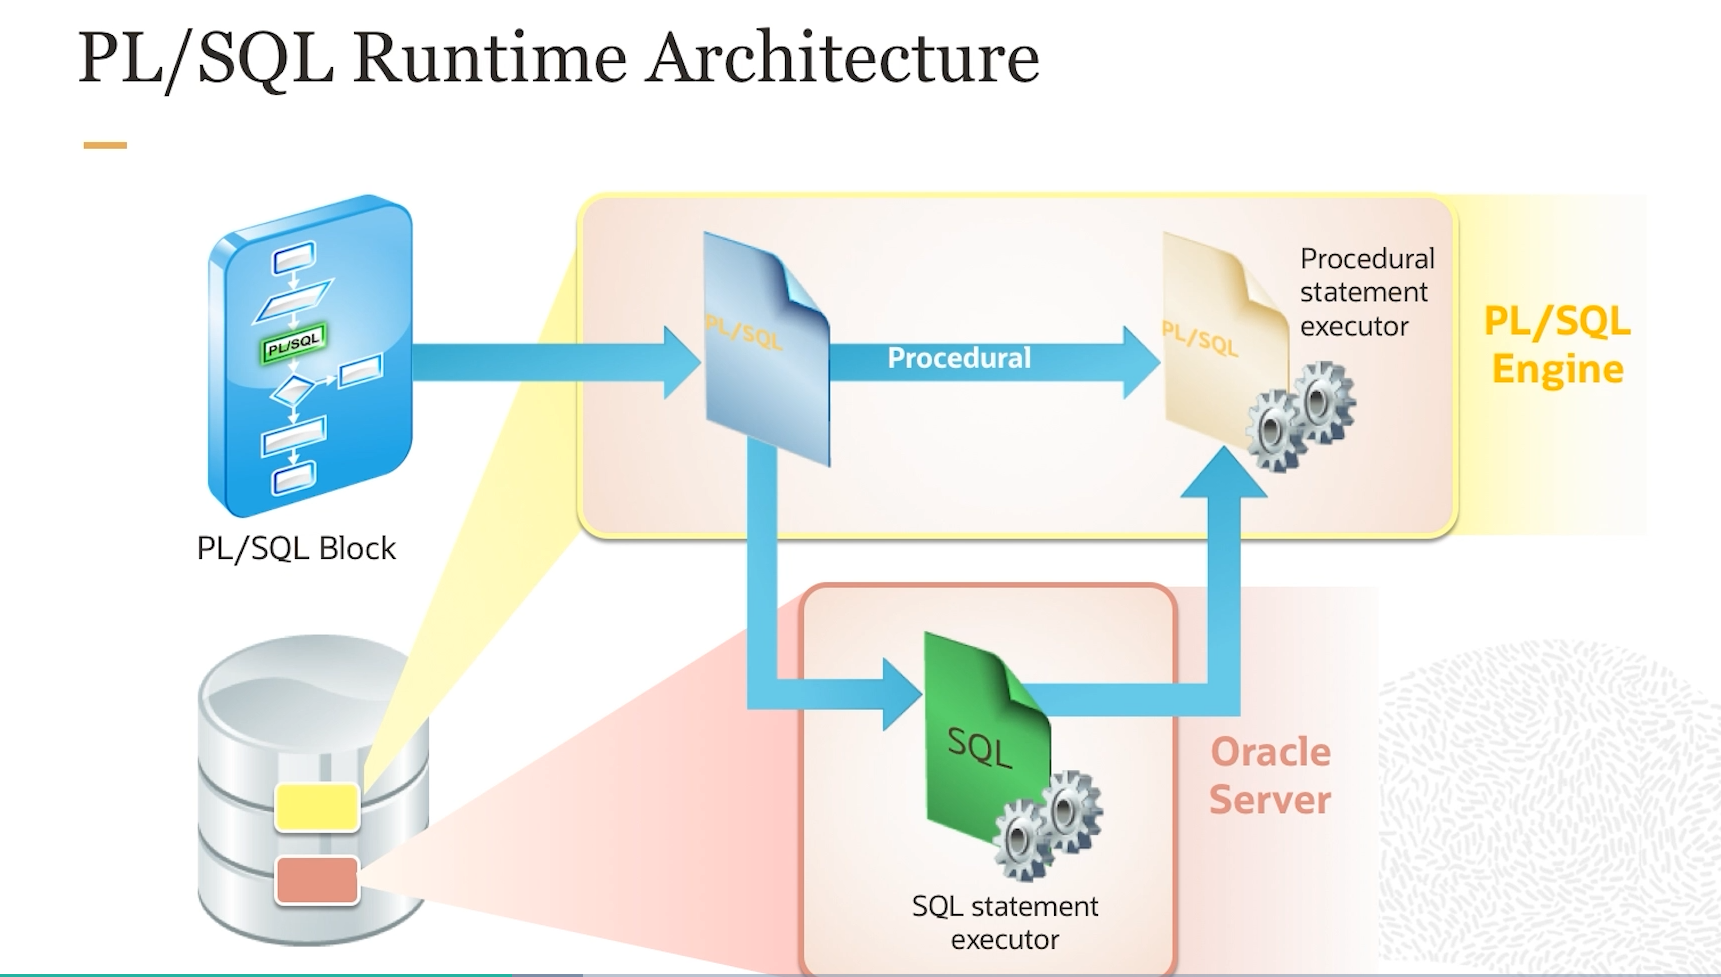 PL/SQL Runtime Architecture
PL/SQL
PL/SQL Block
PL/SQL
Procedural
PL/SQL
Procedural
statement
executor
PL/SQL
Engine
SQL
SQL statement
executor
Oracle
Server